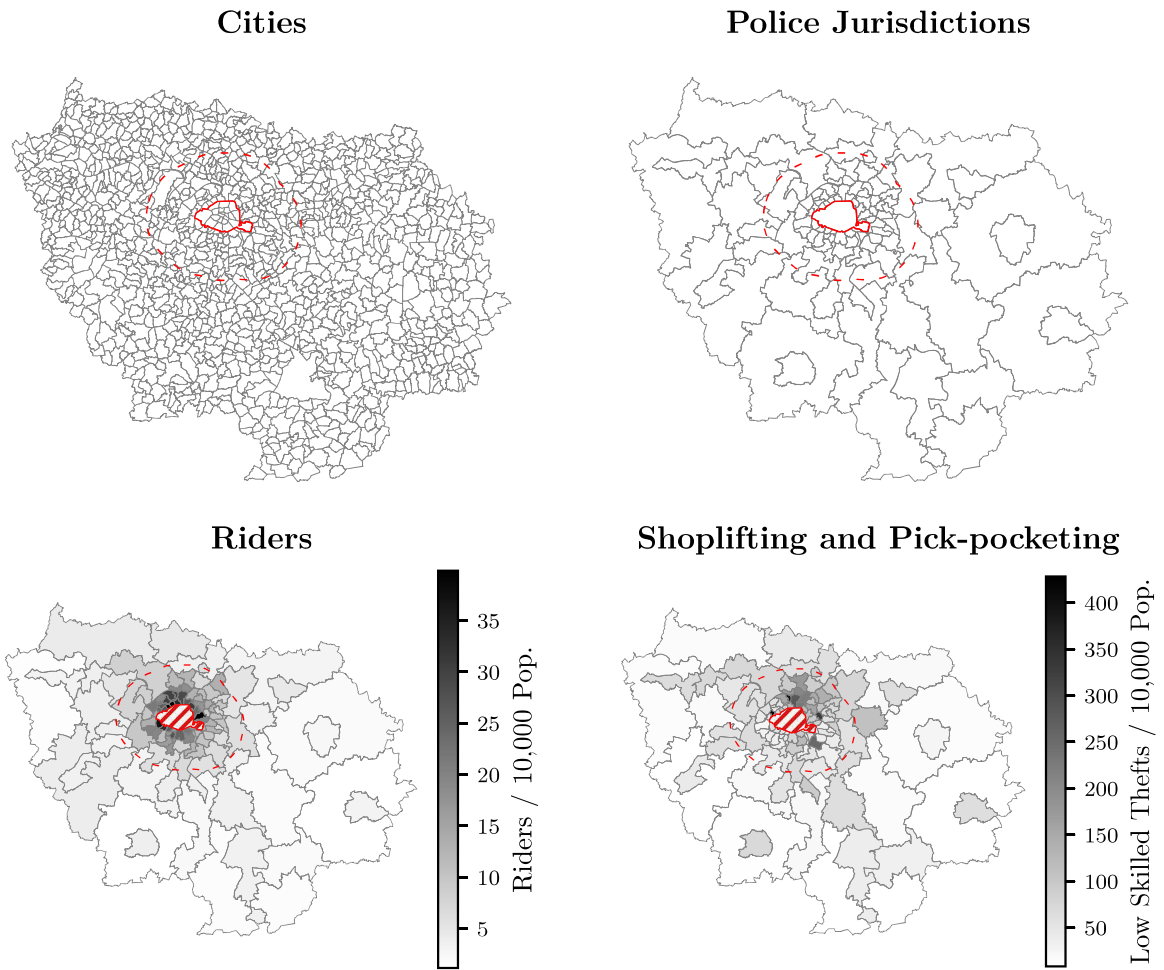 Cities
Police Jurisdictions
Riders
35
30
25
20
15
10
5
Riders / 10,000 Pop.
Shoplifting and Pick-pocketing
400
350
300
250
200
150
100
50
Low Skilled Thefts / 10,000 Pop.